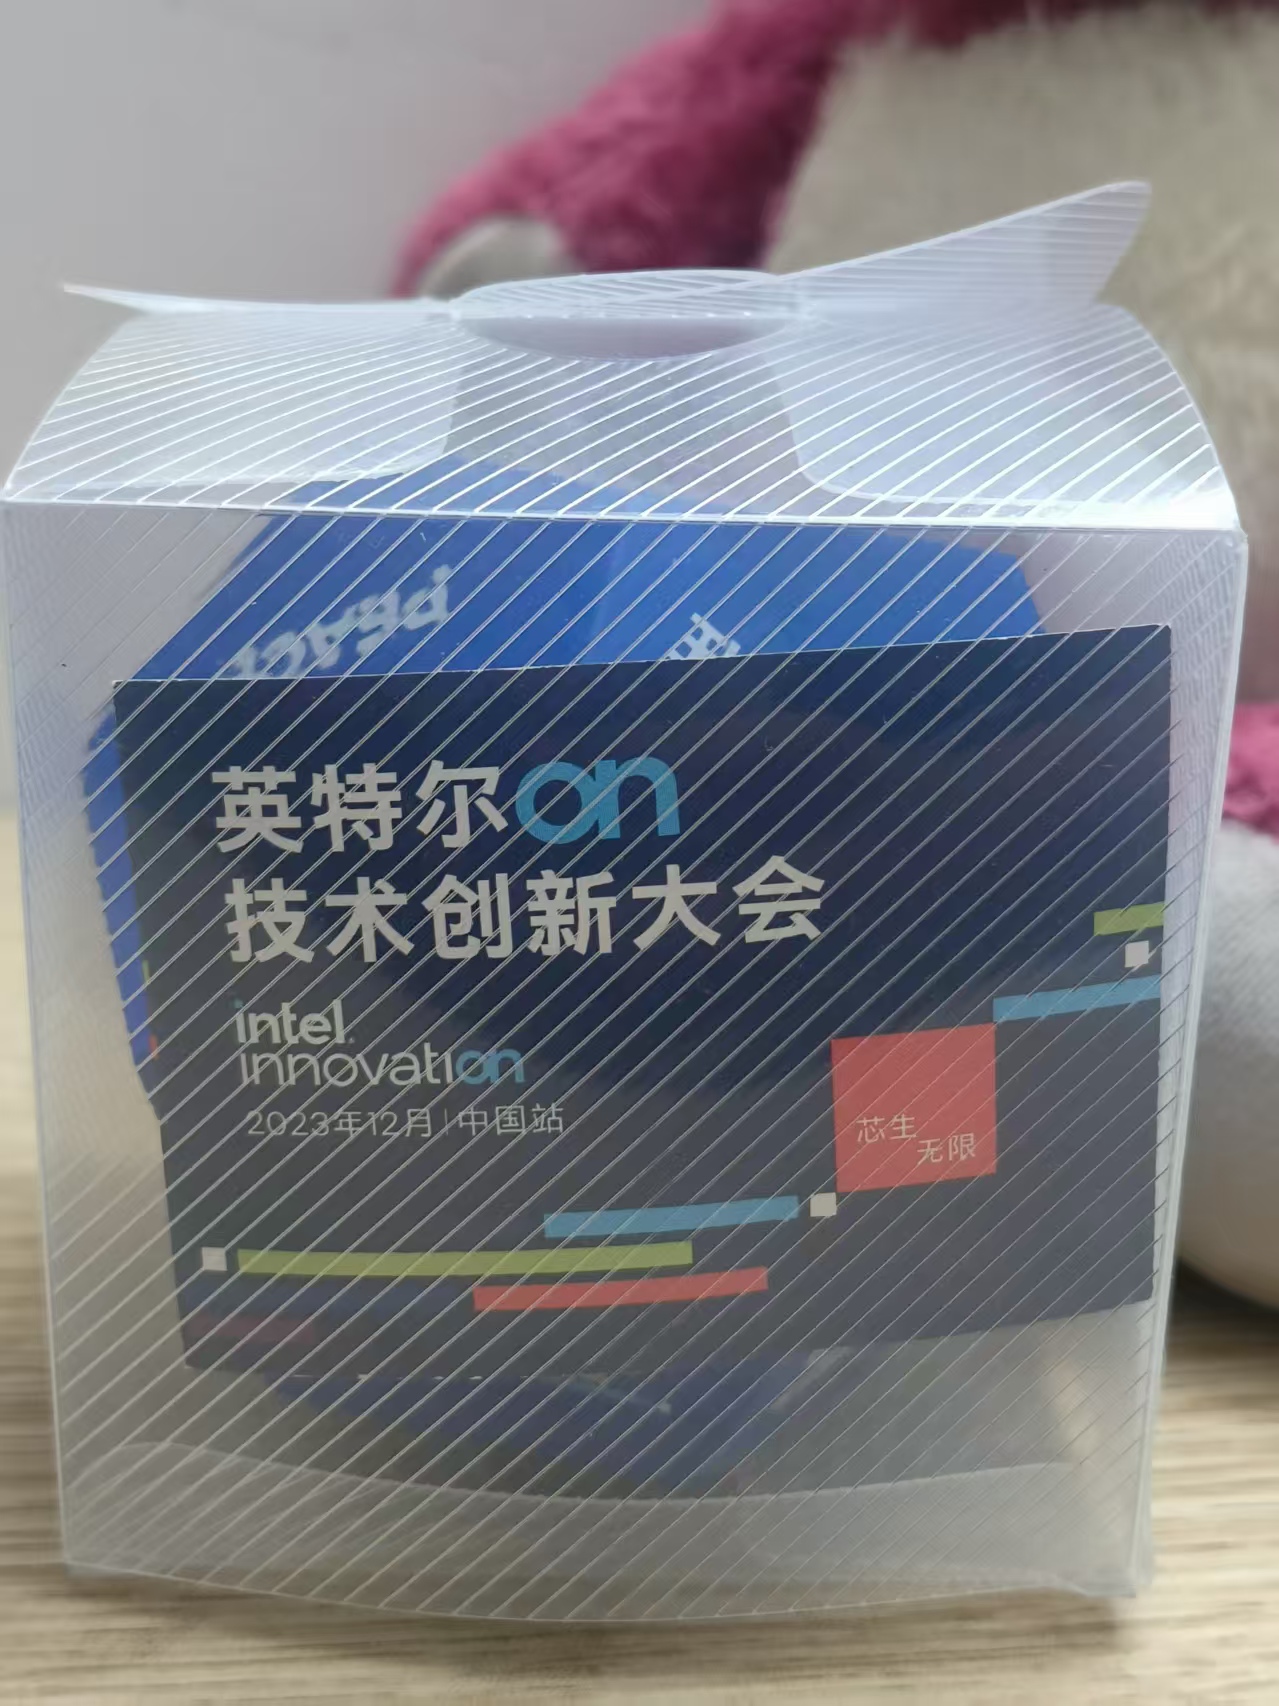 英特尔on
技术创新大会
intel.
innovation
2023年12月|中国站
芯生
无限